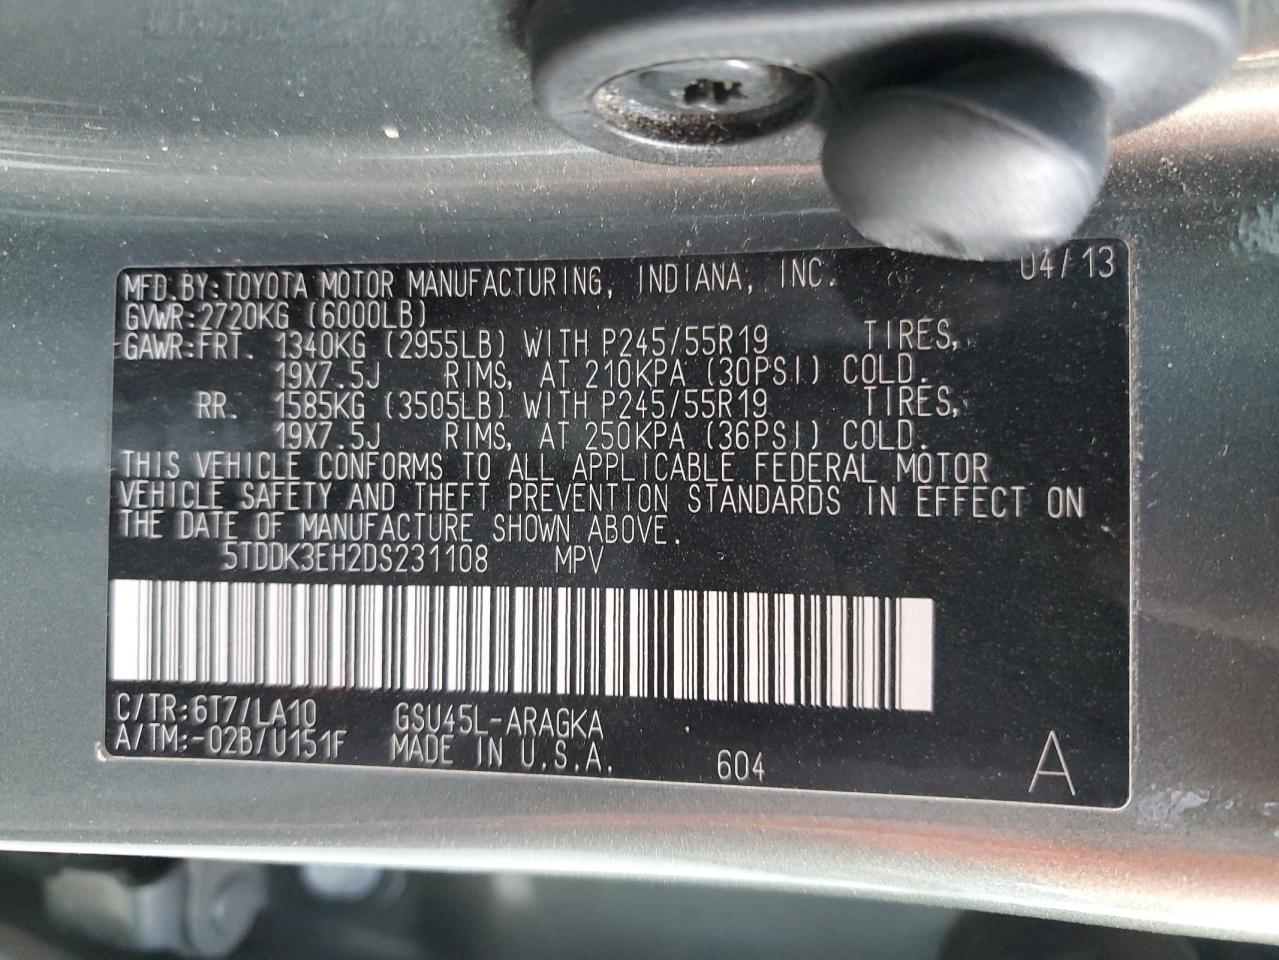 04/13
MFD.BY:TOYOTA MOTOR MANUFACTURING, INDIANA, INC.
GVWR:2720KG (6000LB)
GAWR:FRT. 1340KG (2955LB) WITH P245/55R19 TIRES,
19X7.5J RIMS, AT 210KPA (30PSI) COLD.
RR. 1585KG (3505LB) WITH P245/55R19 TIRES,
19X7.5J RIMS, AT 250KPA (36PSI) COLD.
THIS VEHICLE CONFORMS TO ALL APPLICABLE FEDERAL MOTOR
VEHICLE SAFETY AND THEFT PREVENTION STANDARDS IN EFFECT ON
THE DATE OF MANUFACTURE SHOWN ABOVE.
5TDDK3EH2DS231108 MPV
C/TR:6T7/LA10 GSU45L-ARAGKA
A/TM:-02B/U151F MADE IN U.S.A. 604 A